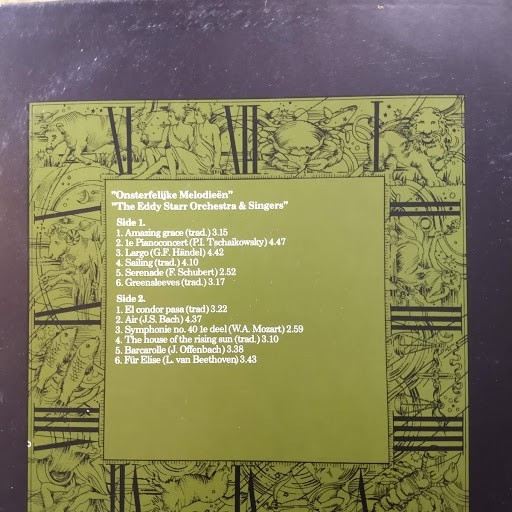 XI
XII
I
"Onsterfelijke Melodieën"
"The Eddy Starr Orchestra & Singers"
Side 1.
1. Amazing grace (trad.) 3.15
2. 1e Pianoconcert (P.I. Tschaikowsky) 4.47
3. Largo (G.F. Händel) 4.42
4. Sailing (trad.) 4.10
5. Serenade (F. Schubert) 2.52
6. Greensleeves (trad.) 3.17
Side 2.
1. El condor pasa (trad) 3.22
2. Air (J.S. Bach) 4.37
3. Symphonie no. 40 1e deel (W.A. Mozart) 2.59
4. The house of the rising sun (trad.) 3.10
5. Barcarolle (J. Offenbach) 3.38
6. Für Elise (L. van Beethoven) 3.43